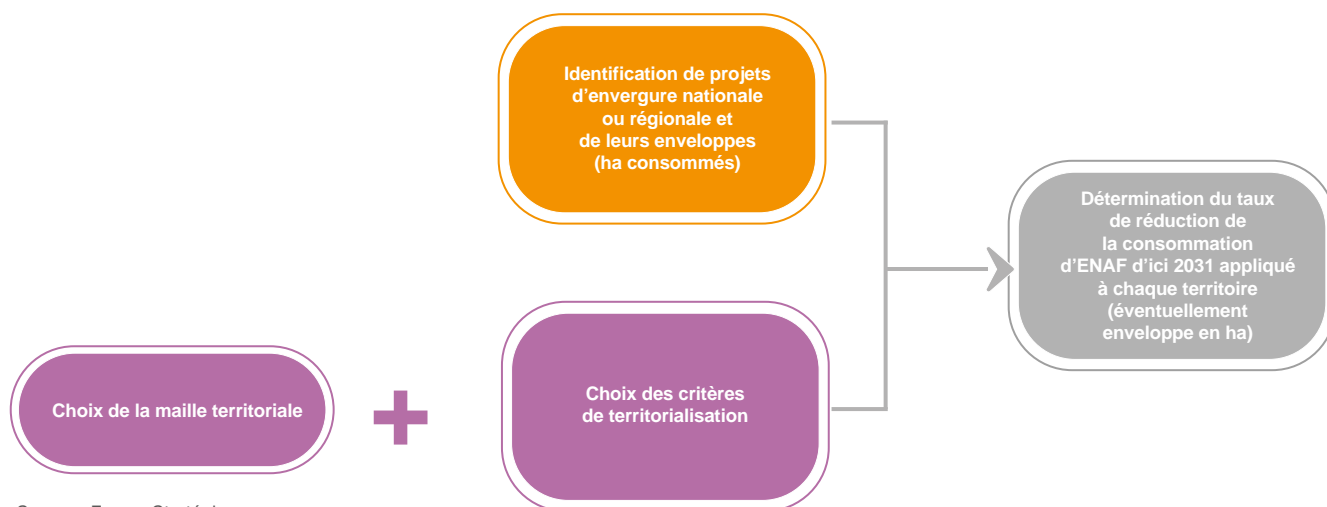 Identification de projets
d’envergure nationale
ou régionale et
de leurs enveloppes
(ha consommés)
Détermination du taux
de réduction de
la consommation
d’ENAF d’ici 2031 appliqué
à chaque territoire
(éventuellement
enveloppe en ha)
Choix de la maille territoriale
Choix des critères
de territorialisation